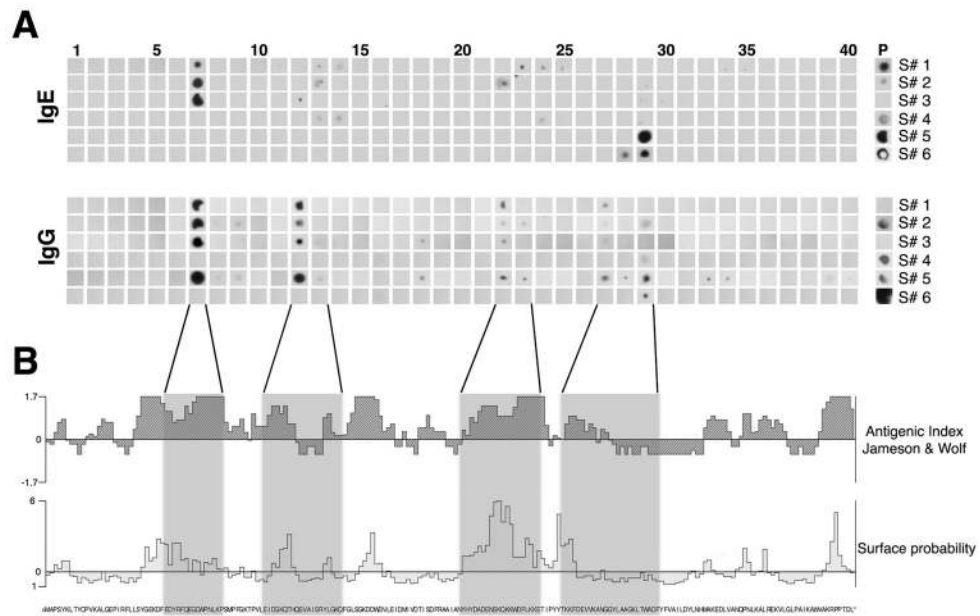 A
1 5 10 15 20 25 30 35 40 P
IgE
S# 1
S# 2
S# 3
S# 4
S# 5
S# 6
IgG
S# 1
S# 2
S# 3
S# 4
S# 5
S# 6
B
1.7
0
-1.7
Antigenic Index
Jameson & Wolf
6
0
1
Surface probability